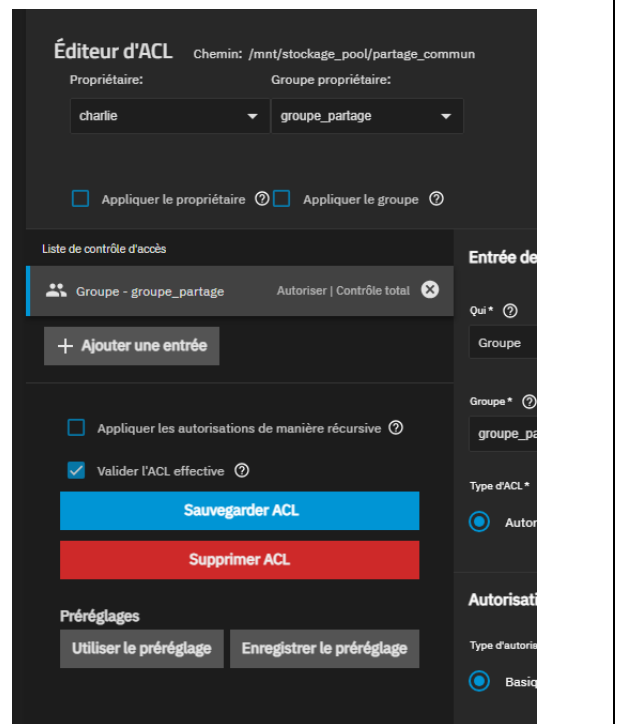 Éditeur d'ACL Chemin: /mnt/stockage_pool/partage_commun
Propriétaire: Groupe propriétaire:
charlie groupe_partage
Appliquer le propriétaire Appliquer le groupe
Liste de contrôle d'accès
Groupe - groupe_partage Autoriser | Contrôle total
+ Ajouter une entrée
Appliquer les autorisations de manière récursive
Valider l'ACL effective
Sauvegarder ACL
Supprimer ACL
Préréglages
Utiliser le préréglage Enregistrer le préréglage
Entrée de
Qui *
Groupe
Groupe *
groupe_pa
Type d'ACL *
Autor
Autorisati
Type d'autoris
Basiq